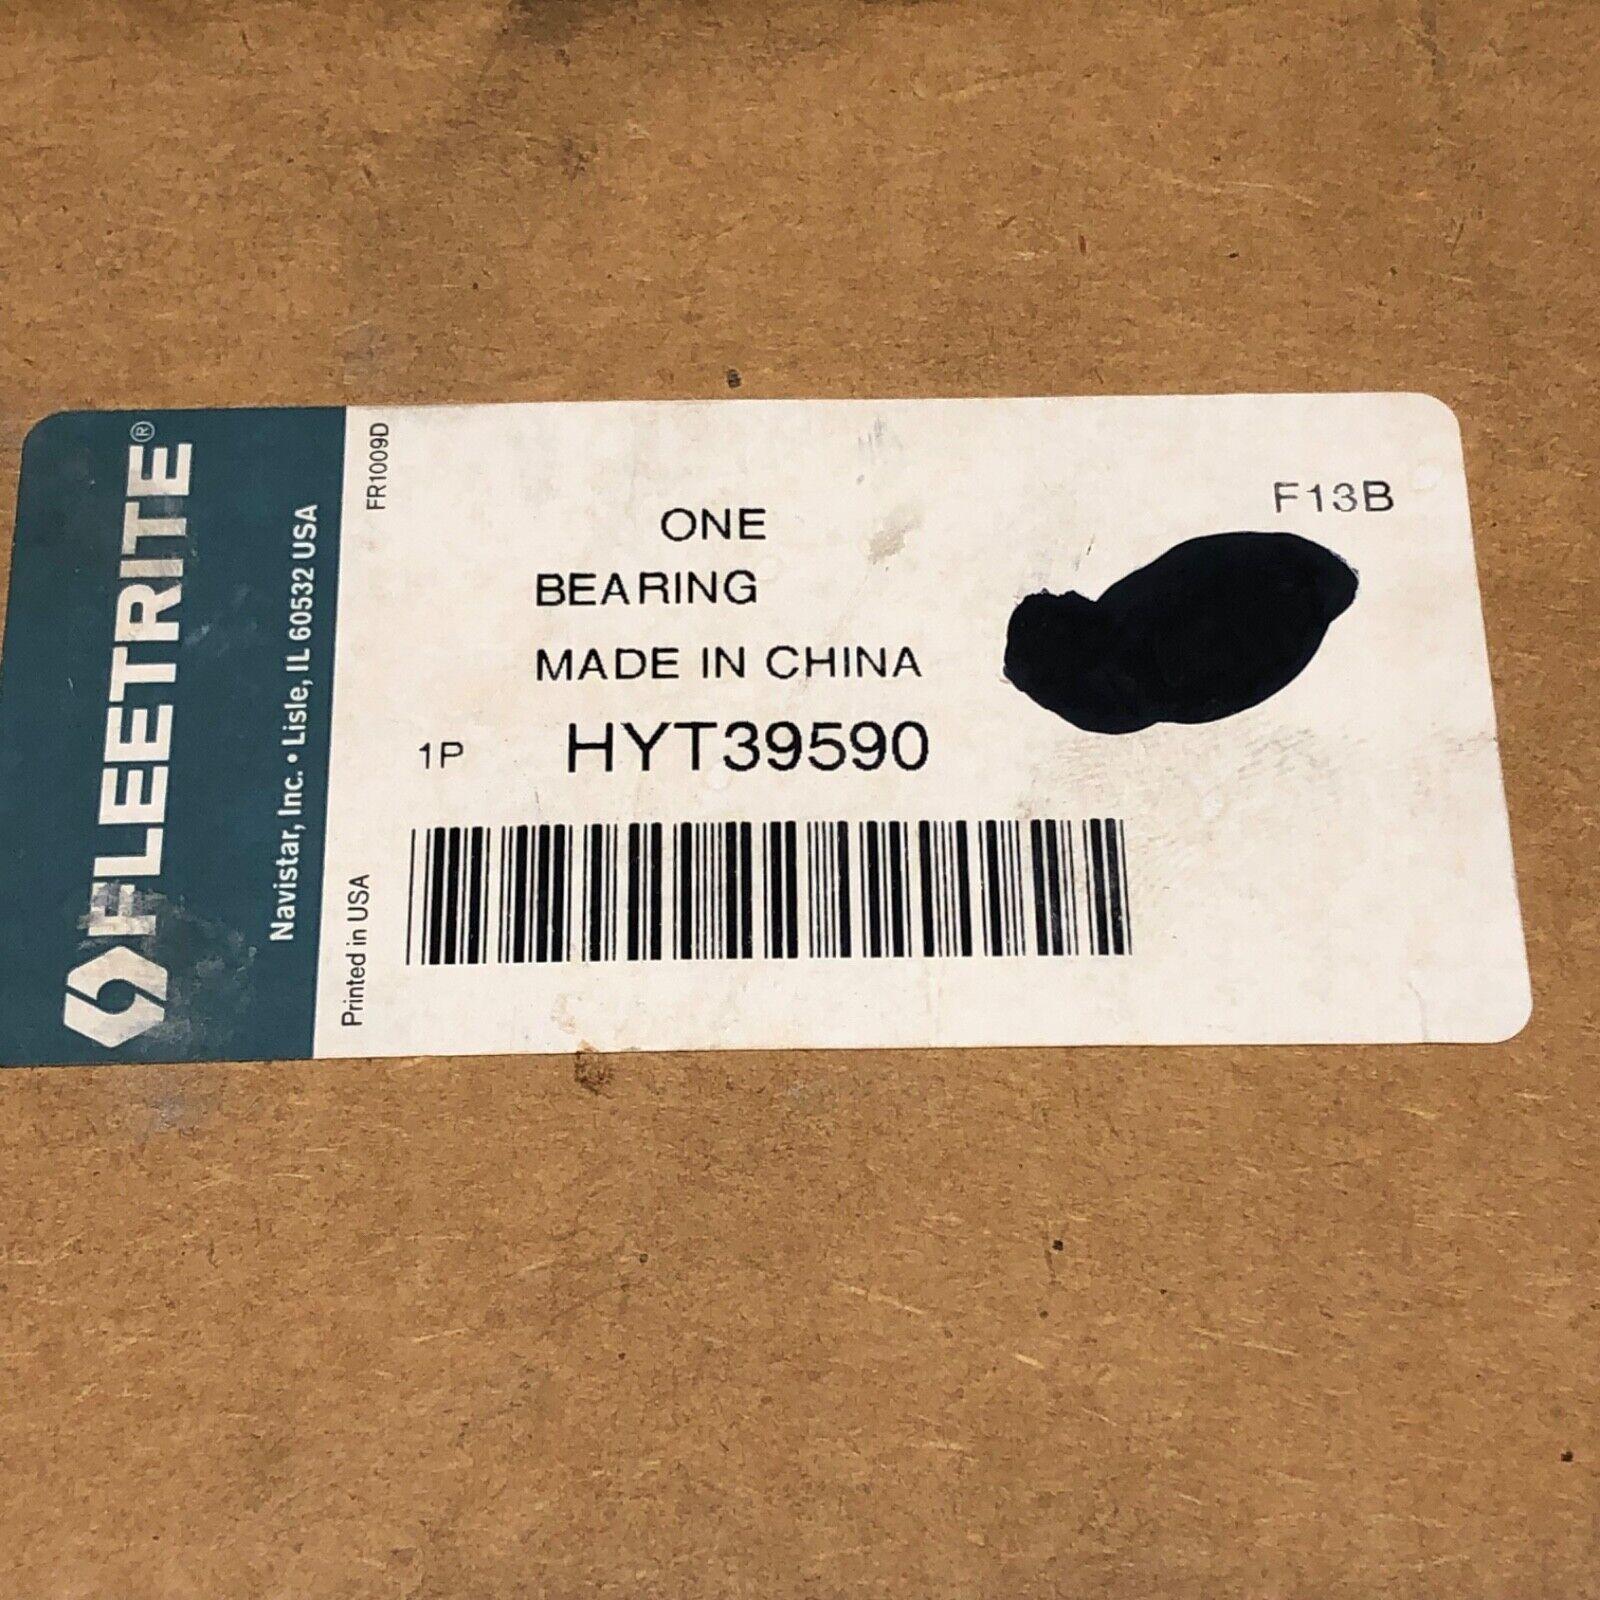 FLEETRITE®
Navistar, Inc. • Lisle, IL 60532 USA
FR1009D
Printed in USA
F13B
ONE
BEARING
MADE IN CHINA
1P HYT39590